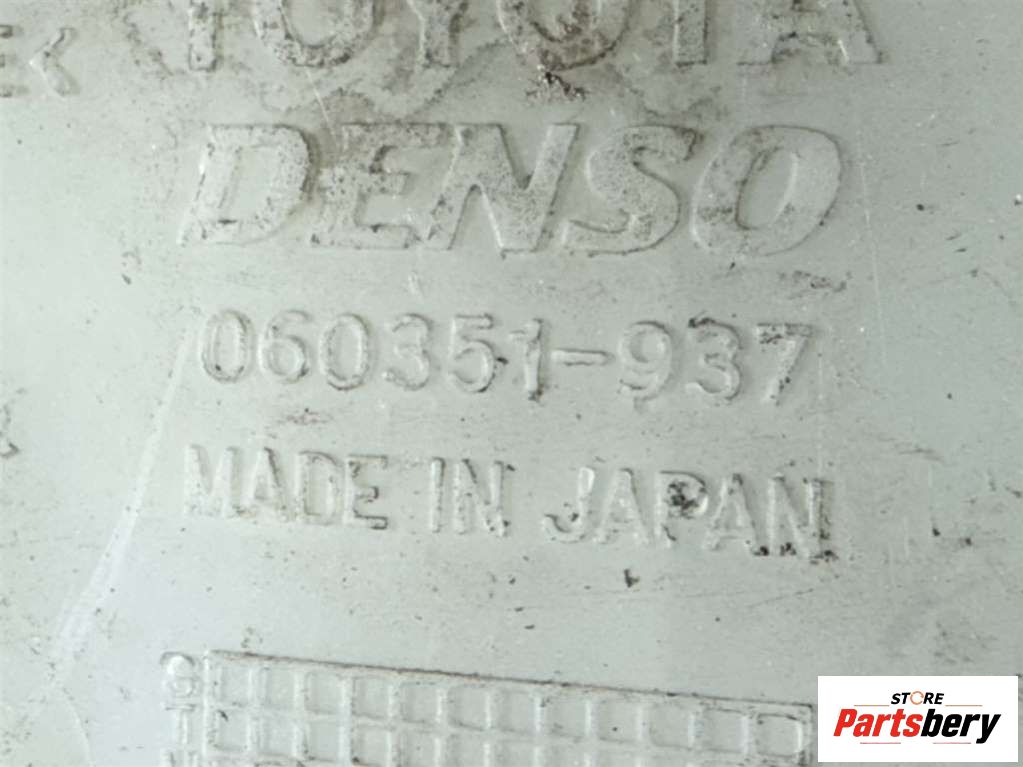 TOYOTA
DENSO
060351-937
MADE IN JAPAN
STORE
Partsbery